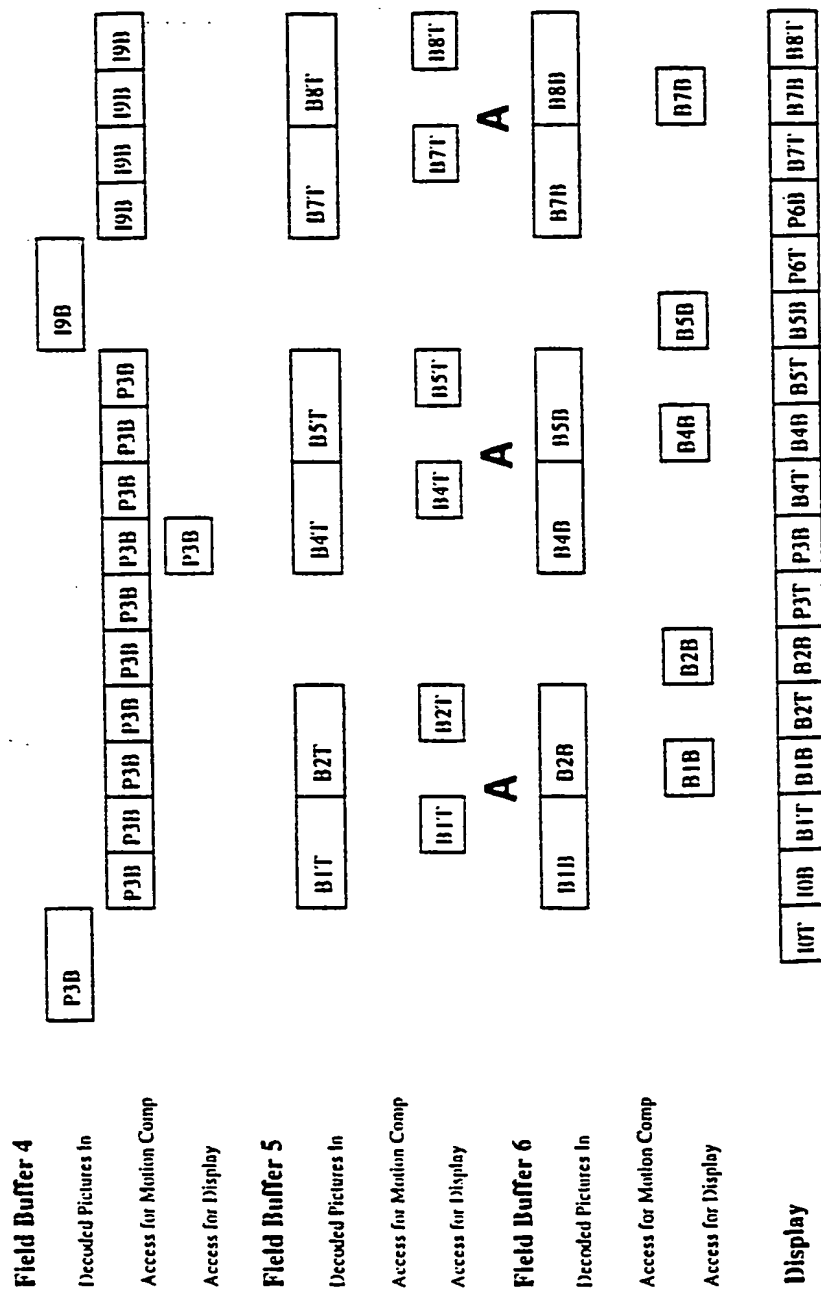 Field Buffer 4
Decoded Pictures In P3B I9B
Access for Motion Comp P3B P3B P3B P3B P3B P3B P3B P3B P3B P3B I9B I9B I9B I9B
Access for Display P3B
Field Buffer 5
Decoded Pictures In B1T B2T B4T B5T B7T B8T
Access for Motion Comp
Access for Display B1T B2T B4T B5T B7T B8T
Field Buffer 6 A A A
Decoded Pictures In B1B B2B B4B B5B B7B B8B
Access for Motion Comp
Access for Display B1B B2B B4B B5B B7B
Display I0T I0B B1T B1B B2T B2B P3T P3B B4T B4B B5T B5B P6T P6B B7T B7B B8T